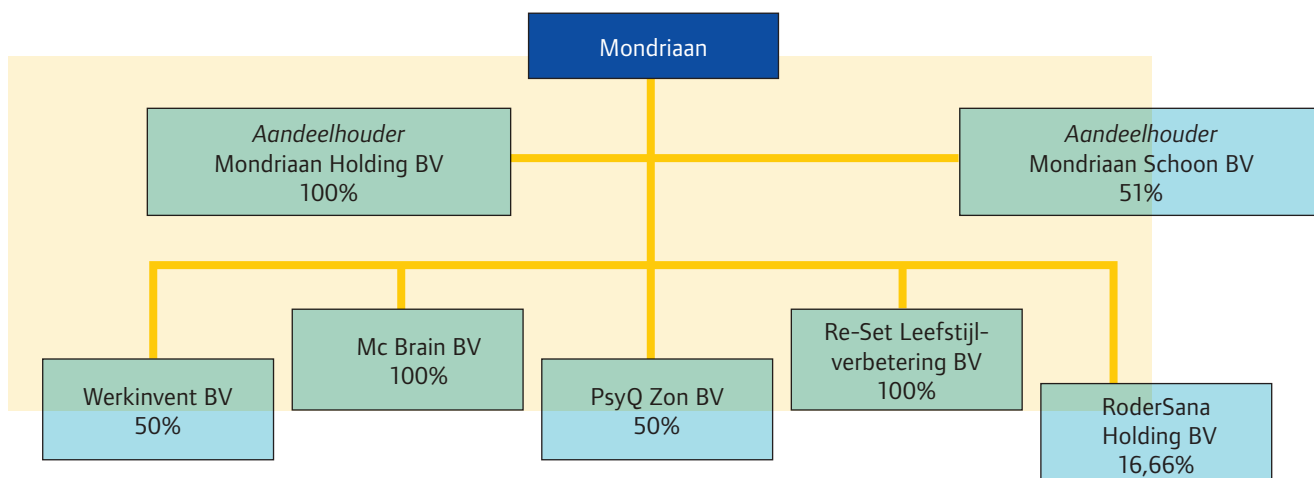 Mondriaan
Aandeelhouder
Mondriaan Holding BV
100%
Aandeelhouder
Mondriaan Schoon BV
51%
Werkinvent BV
50%
Mc Brain BV
100%
PsyQ Zon BV
50%
Re-Set Leefstijl-
verbetering BV
100%
RoderSana
Holding BV
16,66%